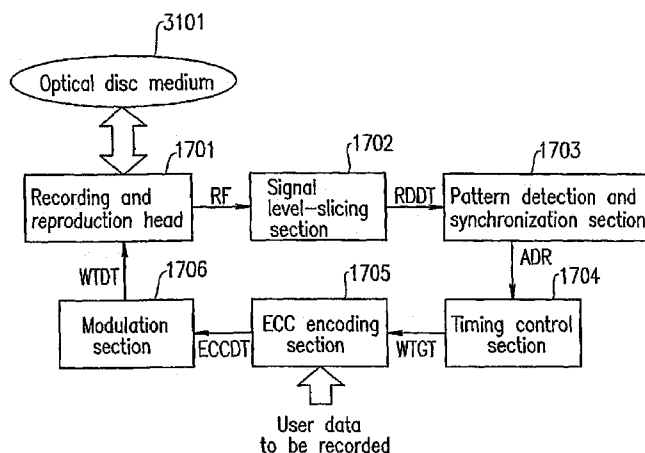 3101
Optical disc medium
1701
Recording and
reproduction head
RF
1702
Signal
level-slicing
section
RDDT
1703
Pattern detection and
synchronization section
ADR
1704
Timing control
section
WTGT
1705
ECC encoding
section
ECCDT
1706
Modulation
section
WTDT
User data
to be recorded